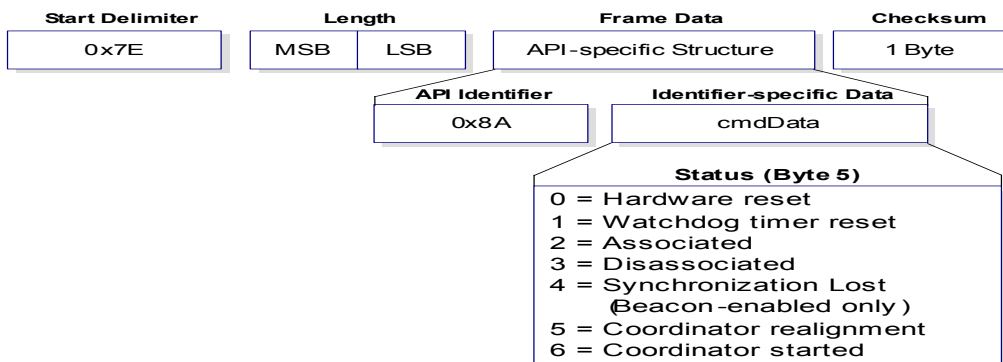 Start Delimiter Length Frame Data Checksum
0x7E MSB LSB API-specific Structure 1 Byte
API Identifier Identifier-specific Data
0x8A cmdData
Status (Byte 5)
0 = Hardware reset
1 = Watchdog timer reset
2 = Associated
3 = Disassociated
4 = Synchronization Lost
(Beacon-enabled only)
5 = Coordinator realignment
6 = Coordinator started